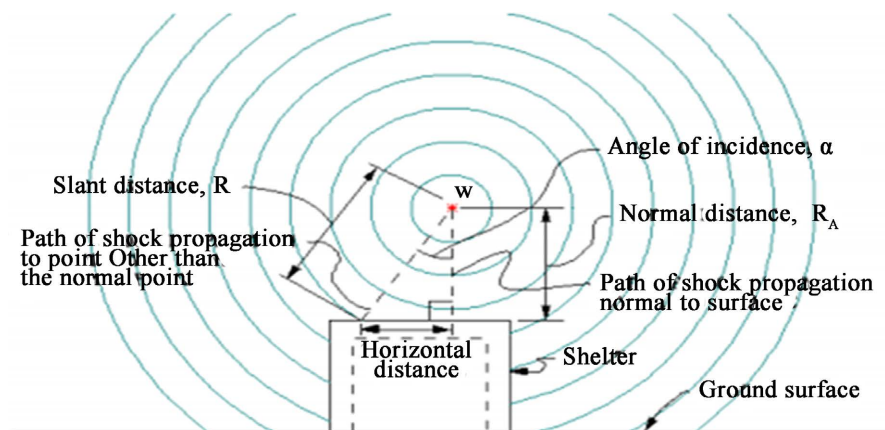 Angle of incidence, α
Slant distance, R
W
Normal distance, R_A
Path of shock propagation
to point Other than
the normal point
Path of shock propagation
normal to surface
Horizontal
distance
Shelter
Ground surface